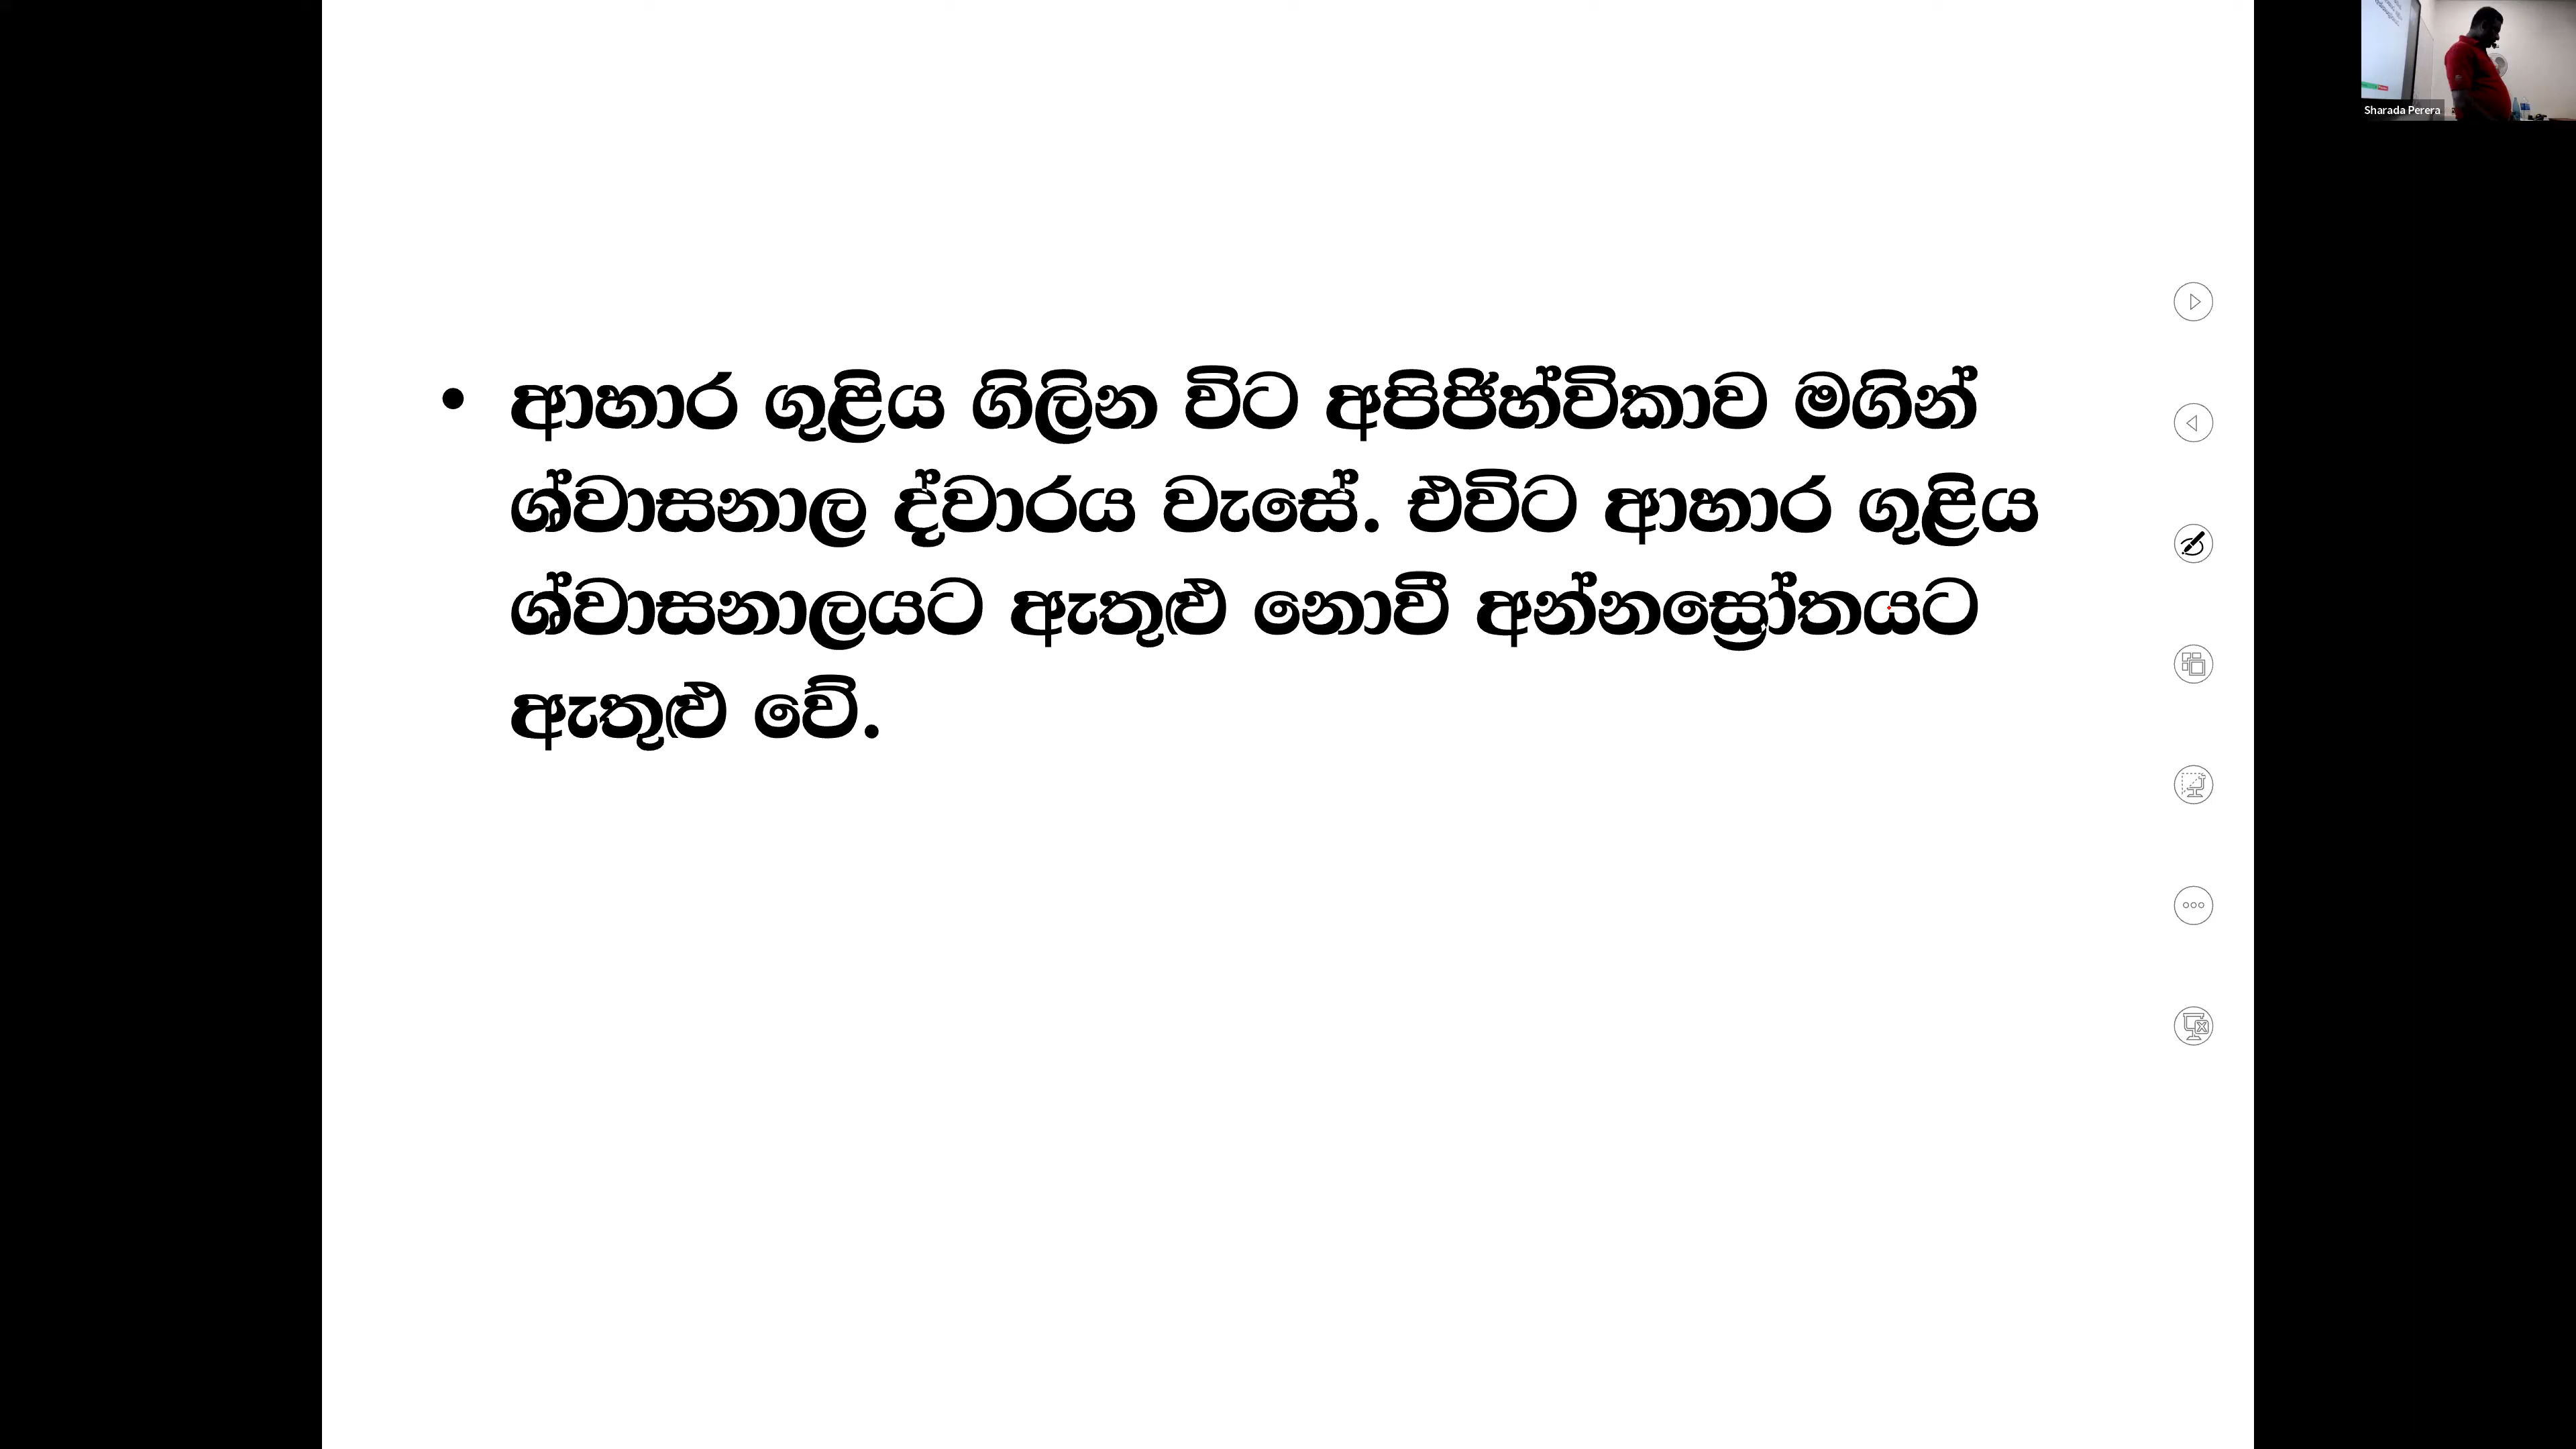 • ආහාර ගුළිය ගිලින විට අපිජිහ්විකාව මගින්
ශ්වාසනාල ද්වාරය වැසේ. එවිට ආහාර ගුළිය
ශ්වාසනාලයට ඇතුළු නොවී අන්නස්‍රෝතයට
ඇතුළු වේ.
Sharada Perera